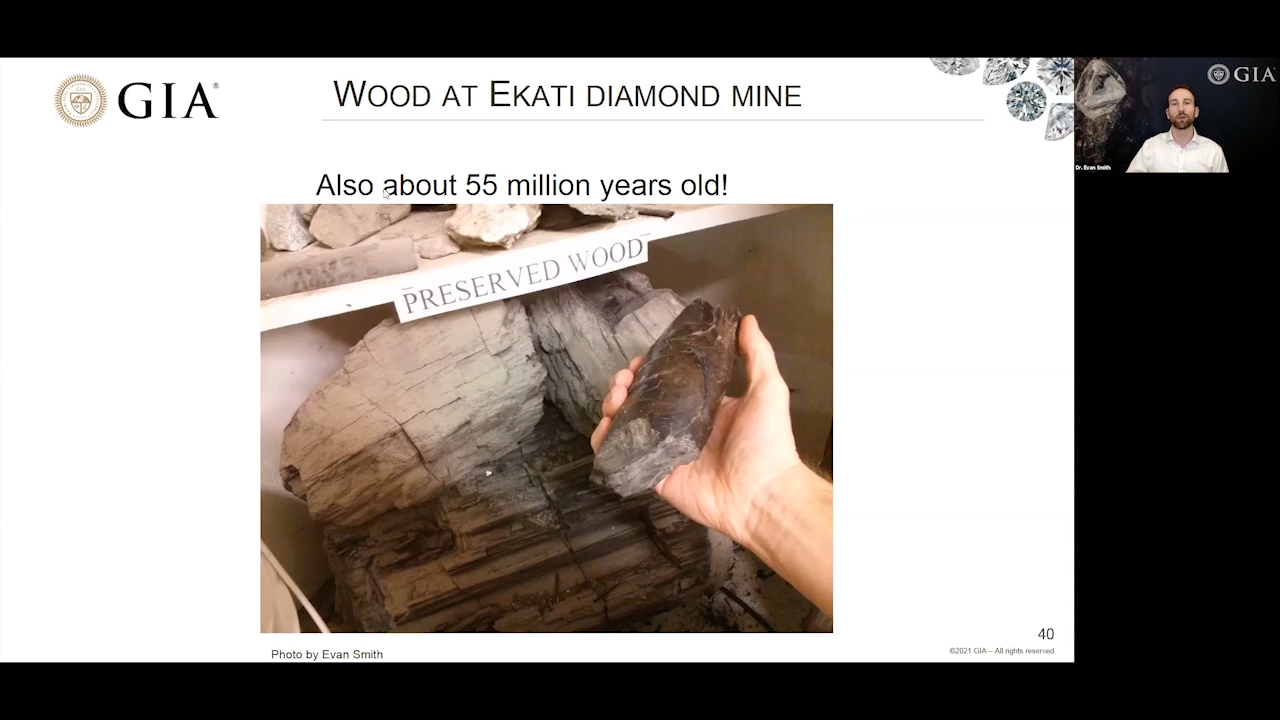 GIA®
WOOD AT EKATI DIAMOND MINE
GIA
Dr. Evan Smith
Also about 55 million years old!
PRESERVED WOOD
40
Photo by Evan Smith
©2021 GIA – All rights reserved.